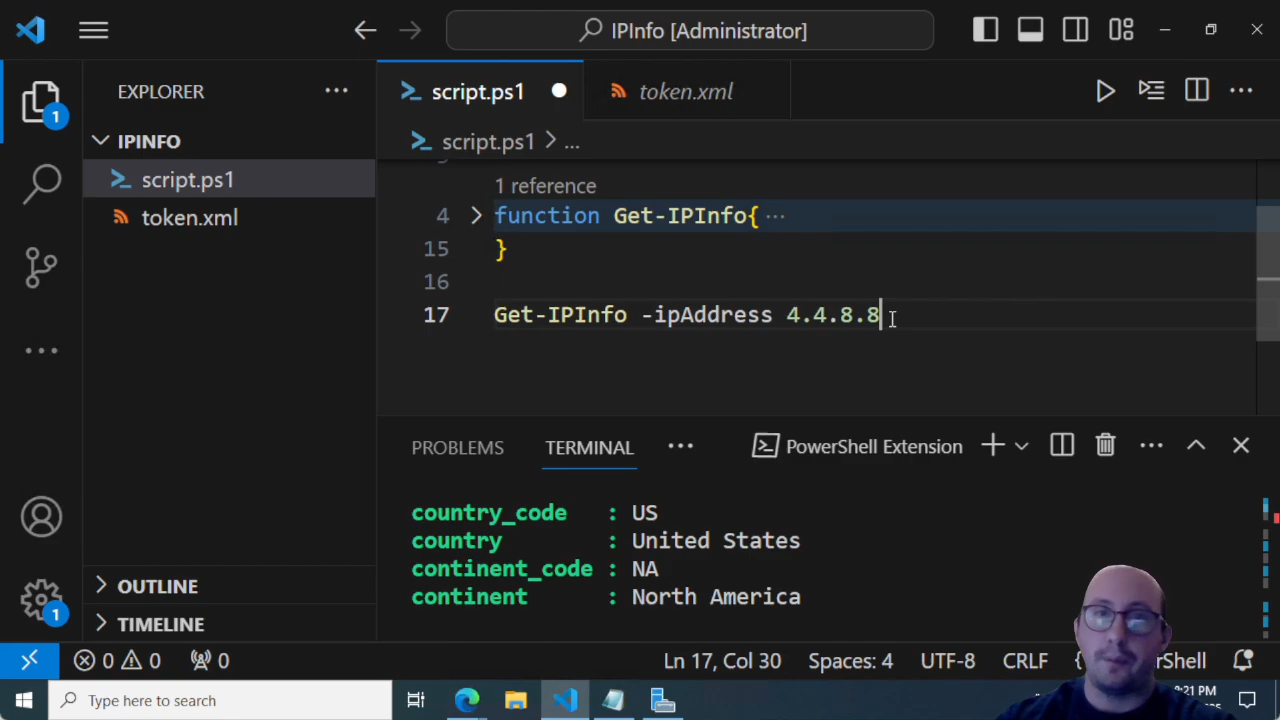 IPInfo [Administrator]
EXPLORER
script.ps1
token.xml
1
IPINFO
script.ps1 > ...
script.ps1
1 reference
token.xml
4 function Get-IPInfo{ ...
15 }
16
17 Get-IPInfo -ipAddress 4.4.8.8
PROBLEMS TERMINAL ... PowerShell Extension
country_code : US
country : United States
continent_code : NA
continent : North America
OUTLINE
1
TIMELINE
0 0 0 Ln 17, Col 30 Spaces: 4 UTF-8 CRLF {
Type here to search